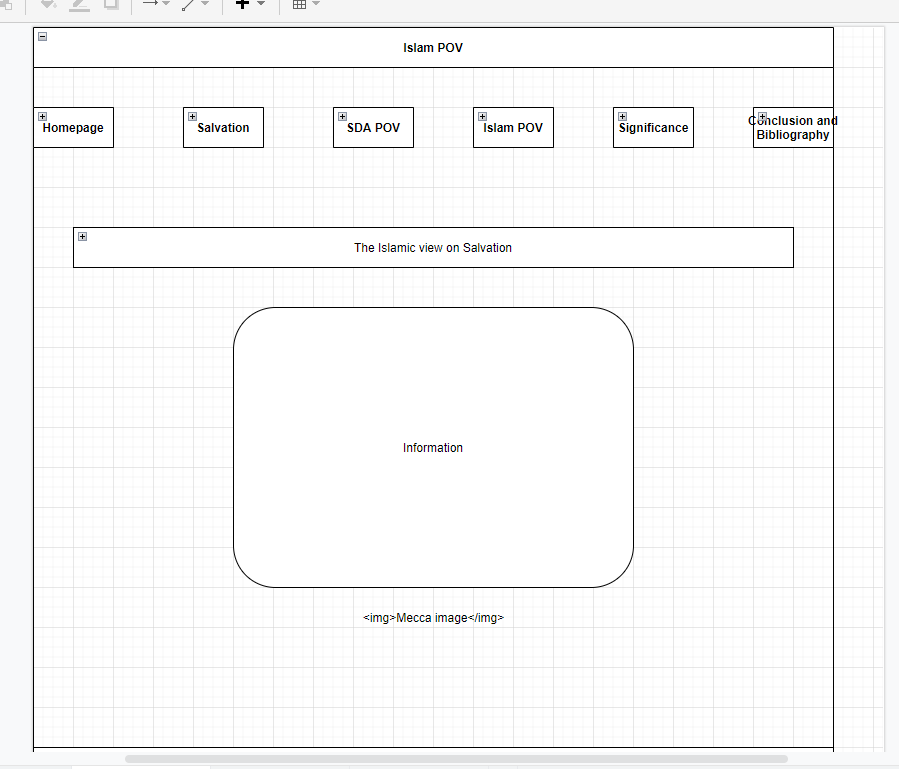 Islam POV
Homepage
Salvation
SDA POV
Islam POV
Significance
Conclusion and
Bibliography
The Islamic view on Salvation
Information
<img>Mecca image</img>